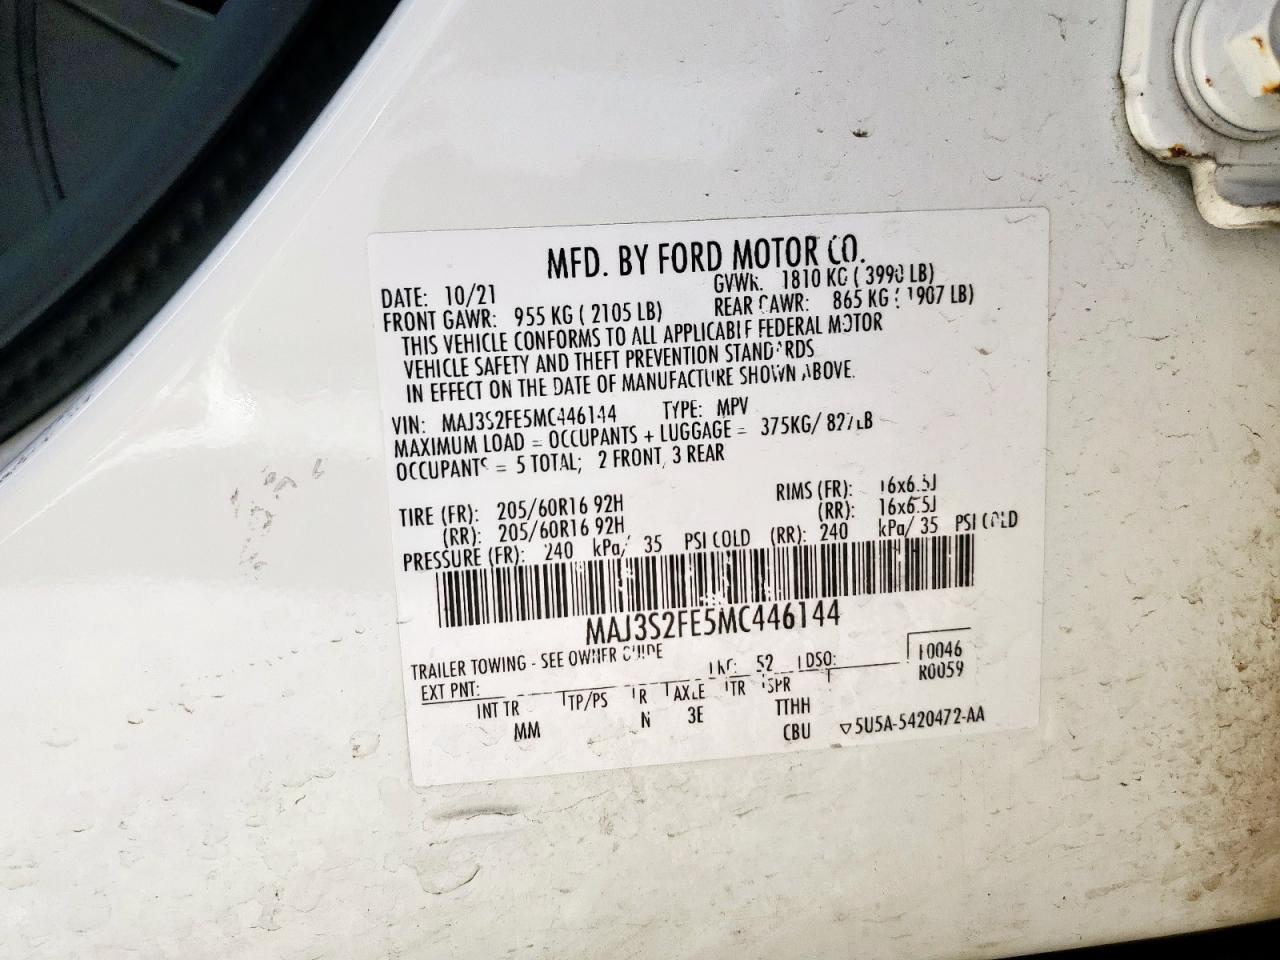 MFD. BY FORD MOTOR CO.
DATE: 10/21 GVWR: 1810 KG ( 3990 LB)
FRONT GAWR: 955 KG ( 2105 LB) REAR GAWR: 865 KG ( 1907 LB)
THIS VEHICLE CONFORMS TO ALL APPLICABLE FEDERAL MOTOR
VEHICLE SAFETY AND THEFT PREVENTION STANDARDS
IN EFFECT ON THE DATE OF MANUFACTURE SHOWN ABOVE.
VIN: MAJ3S2FE5MC446144 TYPE: MPV
MAXIMUM LOAD = OCCUPANTS + LUGGAGE = 375KG/ 827LB
OCCUPANTS = 5 TOTAL; 2 FRONT, 3 REAR
TIRE (FR): 205/60R16 92H RIMS (FR): 16x6.5J
(RR): 205/60R16 92H (RR): 16x6.5J
PRESSURE (FR): 240 kPa/ 35 PSI COLD (RR): 240 kPa/ 35 PSI COLD
MAJ3S2FE5MC446144
TRAILER TOWING - SEE OWNER GUIDE
EXT PNT: RC: 52 DSO: 10046
R0059
INT TR TP/PS R AXLE TR SPR
MM N 3E TTHH
CBU ▽5U5A-5420472-AA